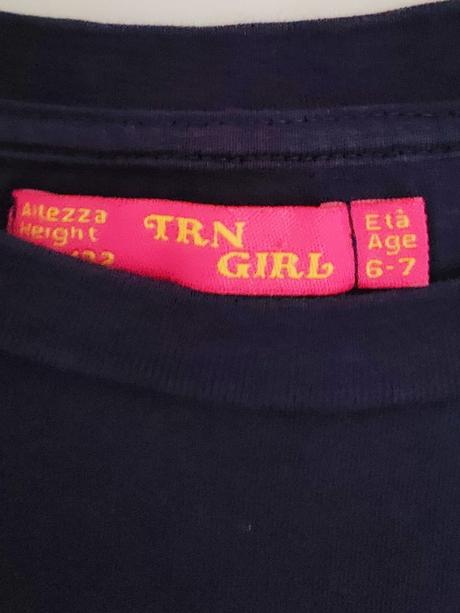 Altezza
Height
TRN
GIRL
Età
Age
6-7